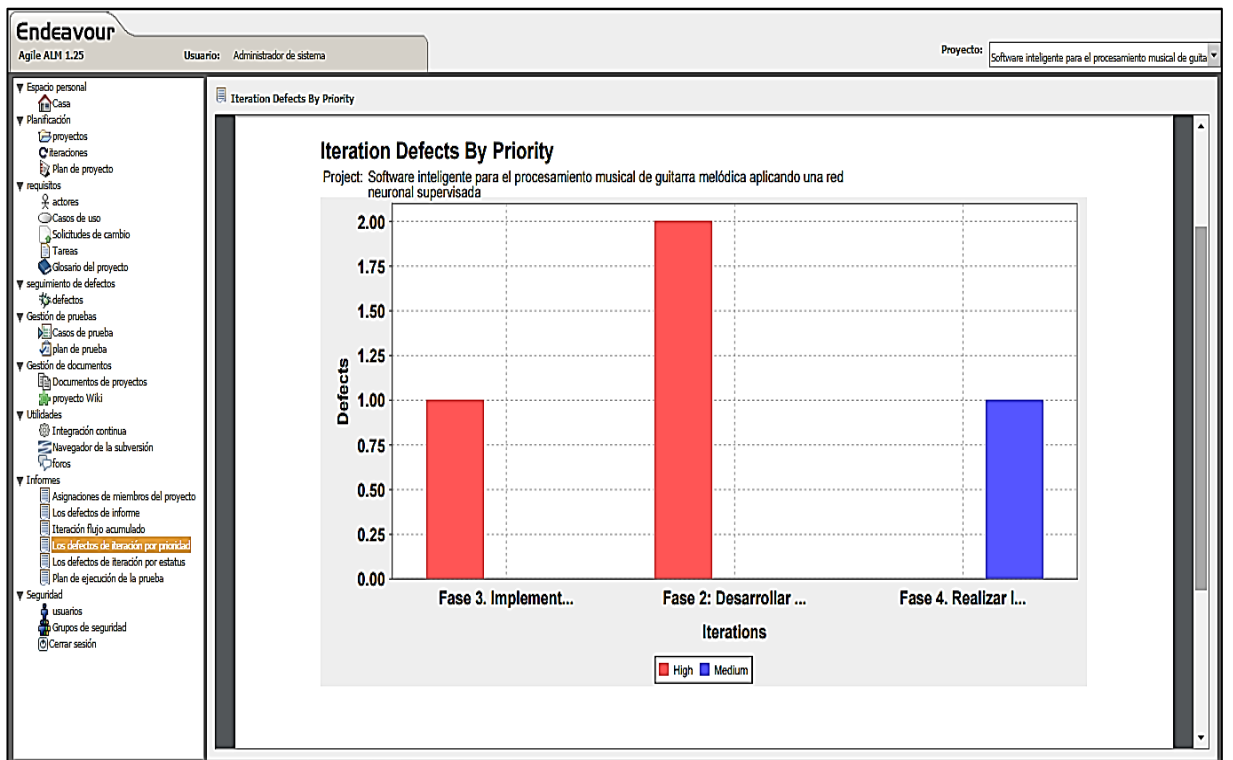 Endeavour
Agile ALM 1.25 Usuario: Administrador de sistema
Proyecto: Software inteligente para el procesamiento musical de guita
Espacio personal
Casa
Planificación
proyectos
iteraciones
Plan de proyecto
requisitos
actores
Casos de uso
Solicitudes de cambio
Tareas
Glosario del proyecto
seguimiento de defectos
defectos
Gestión de pruebas
Casos de prueba
plan de prueba
Gestión de documentos
Documentos de proyectos
proyecto Wiki
Utilidades
Integración continua
Navegador de la subversión
foros
Informes
Asignaciones de miembros del proyecto
Los defectos de informe
Iteración flujo acumulado
Los defectos de iteración por prioridad
Los defectos de iteración por estatus
Plan de ejecución de la prueba
Seguridad
usuarios
Grupos de seguridad
Cerrar sesión
Iteration Defects By Priority
Iteration Defects By Priority
Project: Software inteligente para el procesamiento musical de guitarra melódica aplicando una red
neuronal supervisada
2.00
1.75
1.50
1.25
1.00
0.75
0.50
0.25
0.00
Defects
Fase 3. Implement... Fase 2: Desarrollar ... Fase 4. Realizar l...
Iterations
High Medium